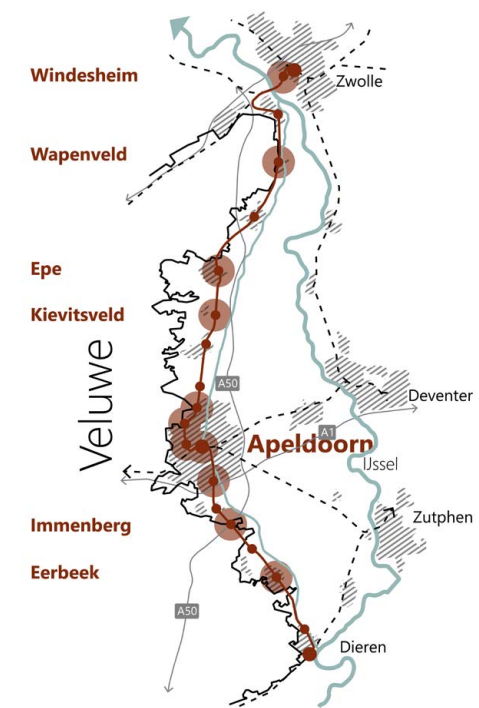 Windesheim
Zwolle
Wapenveld
Epe
Kievitsveld
Veluwe
A50
Deventer
A1
Apeldoorn
IJssel
Zutphen
Immenberg
Eerbeek
A50
Dieren